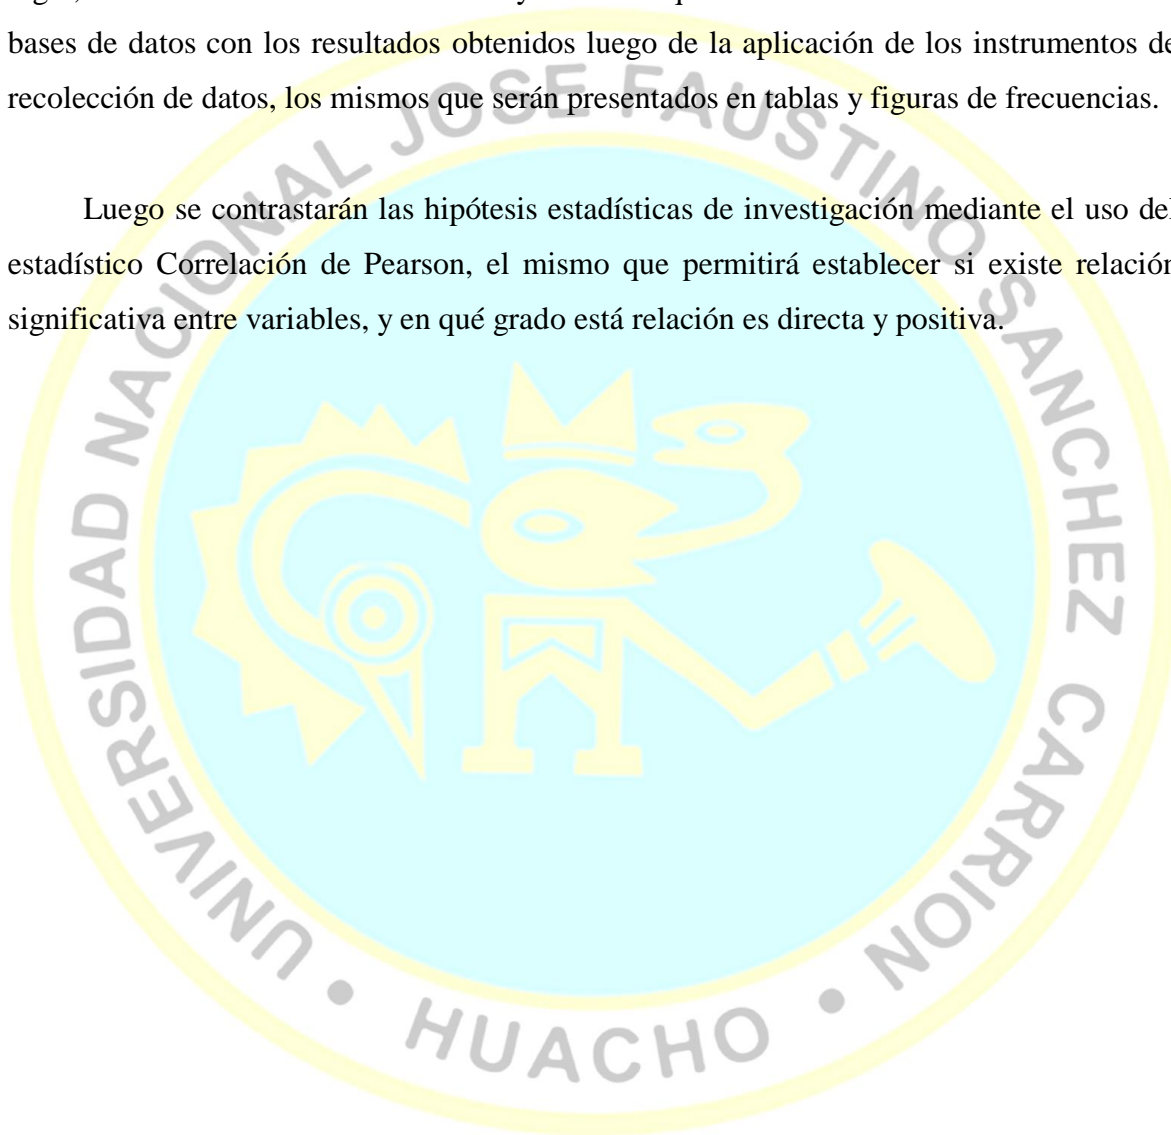 bases de datos con los resultados obtenidos luego de la aplicación de los instrumentos de
recolección de datos, los mismos que serán presentados en tablas y figuras de frecuencias.
Luego se contrastarán las hipótesis estadísticas de investigación mediante el uso del
estadístico Correlación de Pearson, el mismo que permitirá establecer si existe relación
significativa entre variables, y en qué grado está relación es directa y positiva.
UNIVERSIDAD NACIONAL JOSE FAUSTINO SANCHEZ CARRION • HUACHO •